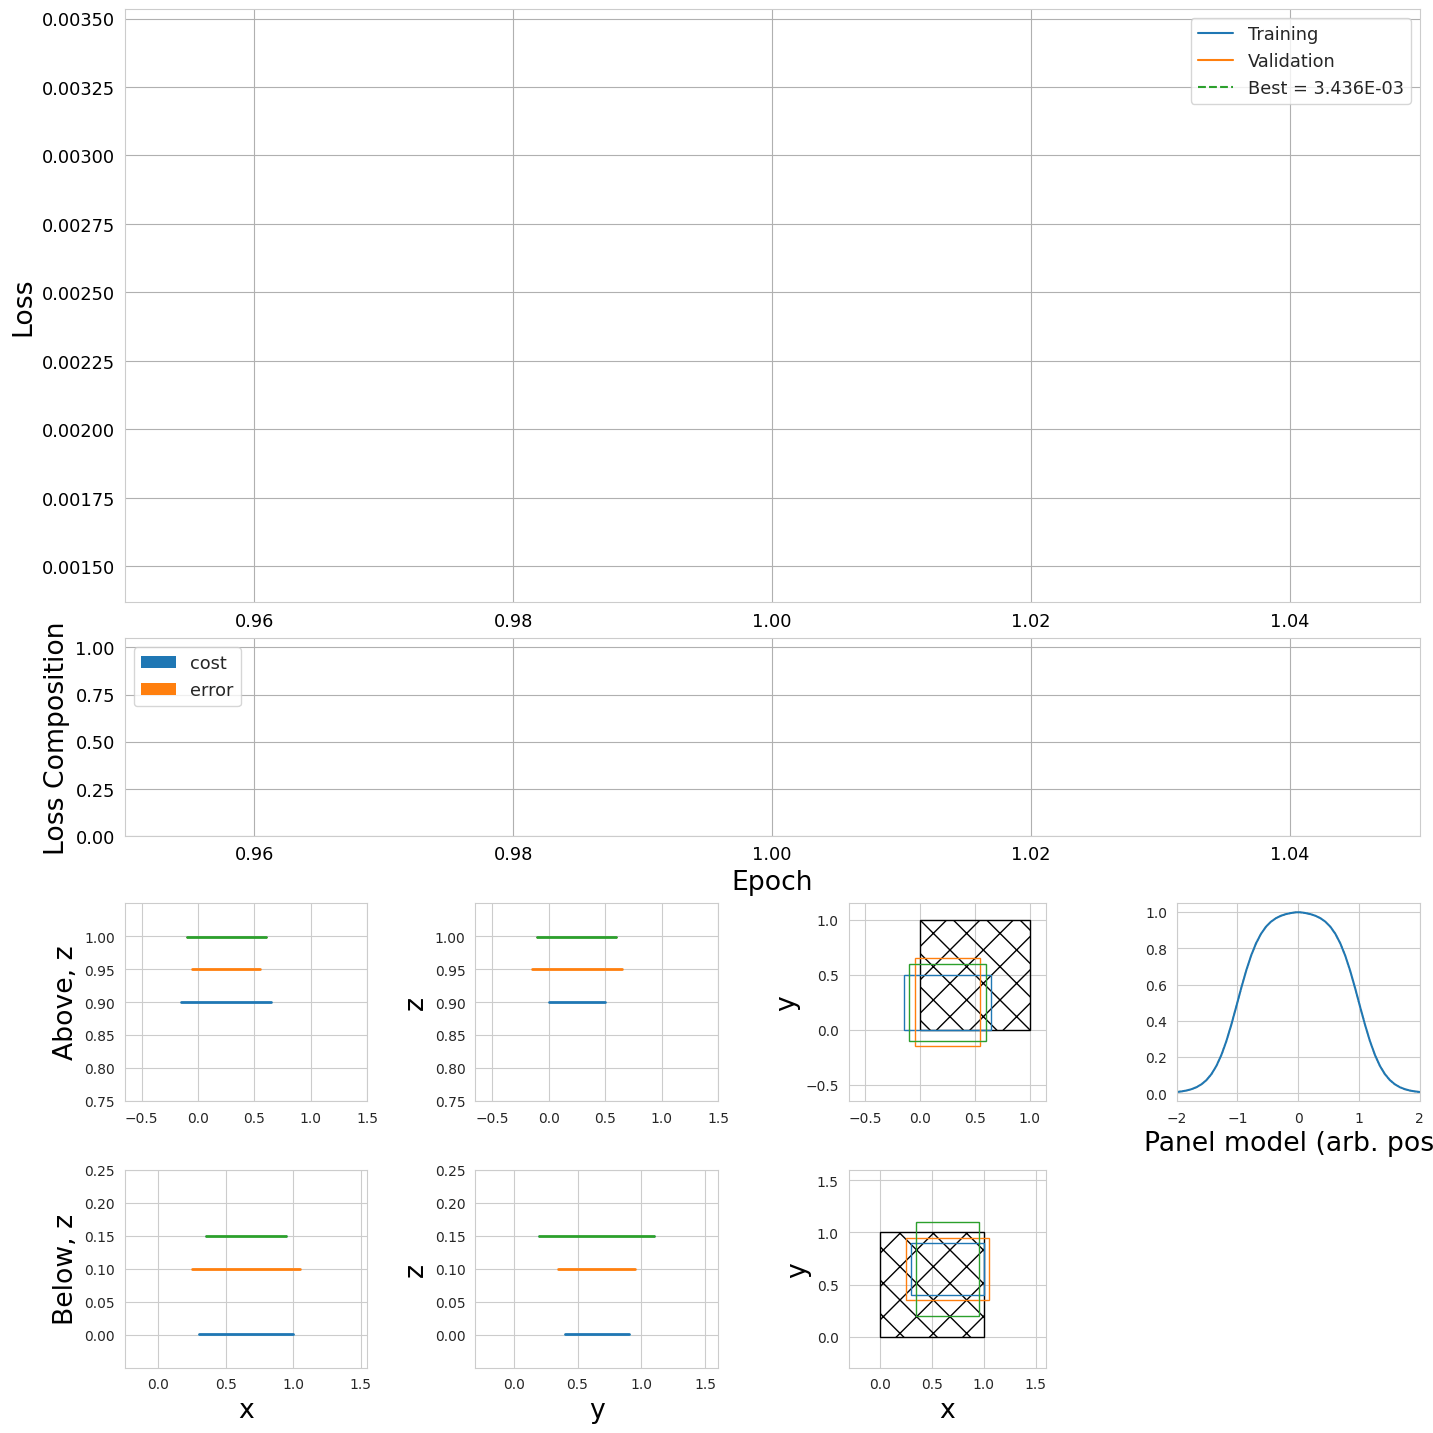 Loss
0.00350
0.00325
0.00300
0.00275
0.00250
0.00225
0.00200
0.00175
0.00150
Training
Validation
Best = 3.436E-03
0.96 0.98 1.00 1.02 1.04
Loss Composition
1.00
0.75
0.50
0.25
0.00
cost
error
0.96 0.98 1.00 1.02 1.04
Epoch
Above, z
1.00
0.95
0.90
0.85
0.80
0.75
−0.5 0.0 0.5 1.0 1.5
z
1.00
0.95
0.90
0.85
0.80
0.75
−0.5 0.0 0.5 1.0 1.5
y
1.0
0.5
0.0
−0.5
−0.5 0.0 0.5 1.0
1.0
0.8
0.6
0.4
0.2
0.0
−2 −1 0 1 2
Panel model (arb. pos
Below, z
0.25
0.20
0.15
0.10
0.05
0.00
0.0 0.5 1.0 1.5
x
z
0.25
0.20
0.15
0.10
0.05
0.00
0.0 0.5 1.0 1.5
y
y
1.5
1.0
0.5
0.0
0.0 0.5 1.0 1.5
x